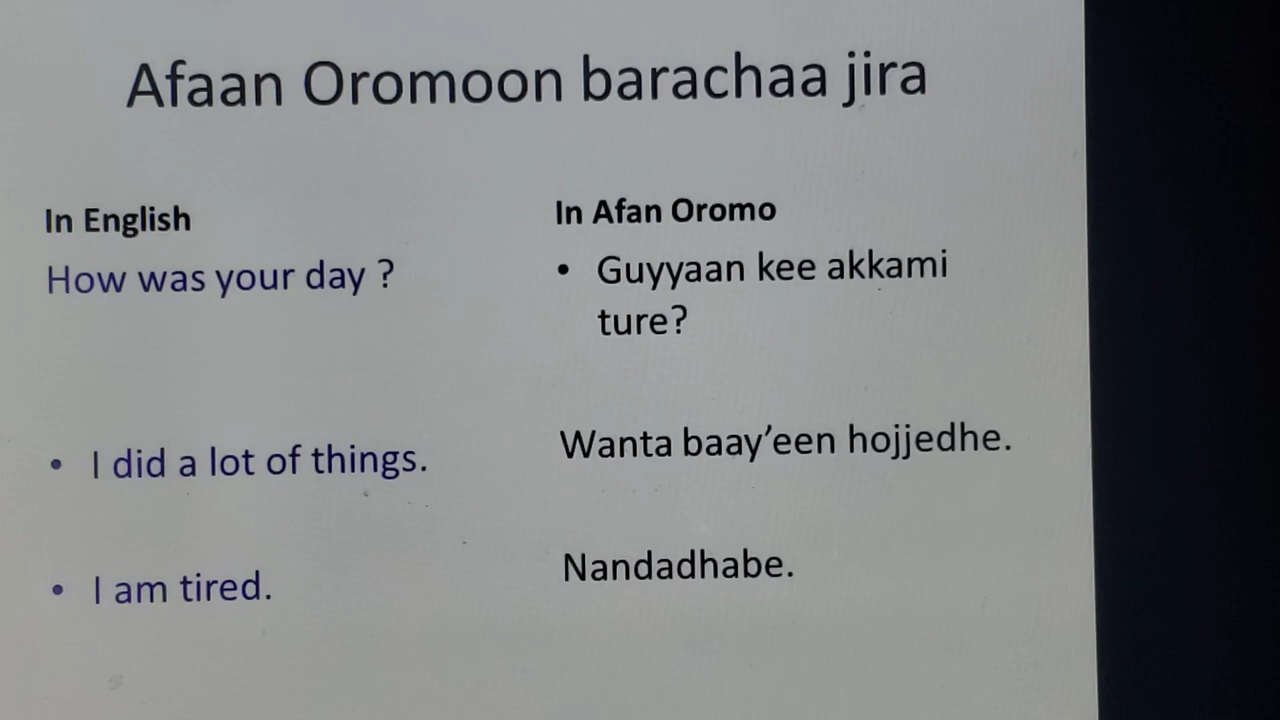 Afaan Oromoon barachaa jira
In English
How was your day ?
• I did a lot of things.
• I am tired.
In Afan Oromo
• Guyyaan kee akkami
ture?
Wanta baay’een hojjedhe.
Nandadhabe.